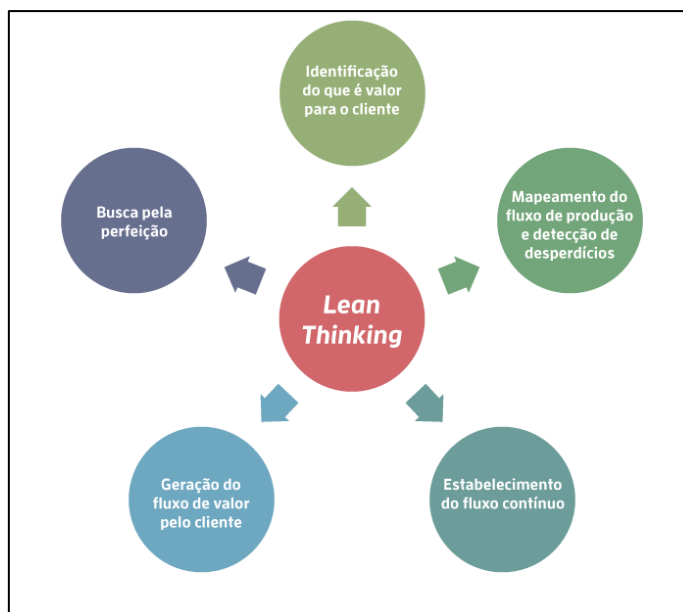 Identificação
do que é valor
para o cliente
Mapeamento do
fluxo de produção
e detecção de
desperdícios
Estabelecimento
do fluxo contínuo
Geração do
fluxo de valor
pelo cliente
Busca pela
perfeição
Lean
Thinking